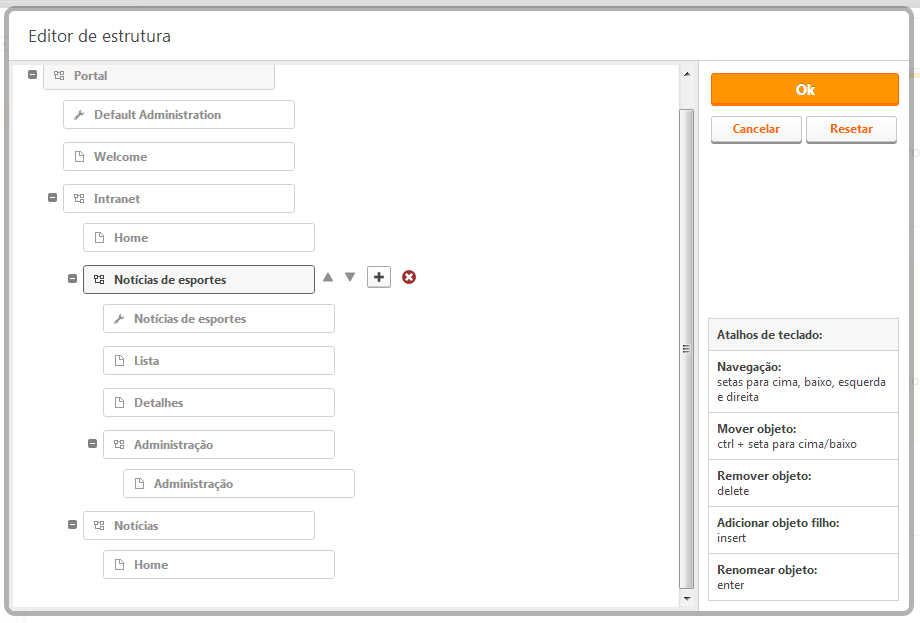 Editor de estrutura
Portal
Default Administration
Welcome
Intranet
Home
Notícias de esportes
Notícias de esportes
Lista
Detalhes
Administração
Administração
Notícias
Home
Ok
Cancelar
Resetar
Atalhos de teclado:
Navegação:
setas para cima, baixo, esquerda
e direita
Mover objeto:
ctrl + seta para cima/baixo
Remover objeto:
delete
Adicionar objeto filho:
insert
Renomear objeto:
enter